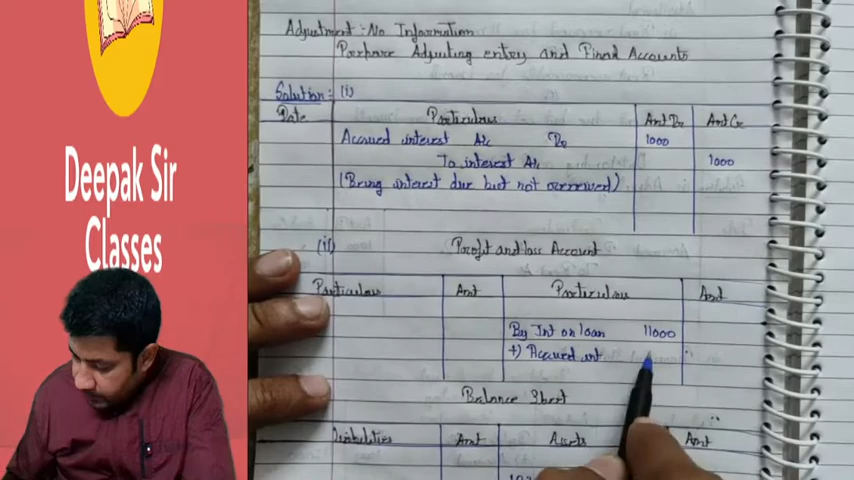 Adjustment :- No Information
Prepare Adjusting entry and Final Accounts
Solution:- (i)
Date Particulars Amt Dr Amt Cr
Accrued interest A/c Dr 1000
To interest A/c 1000
(Being interest due but not received)
Deepak Sir
Classes
(ii) Profit and loss Account
Particulars Amt Particulars Amt
By Int on loan 11000
+) Accrued int
Balance Sheet
Liabilities Amt Assets Amt